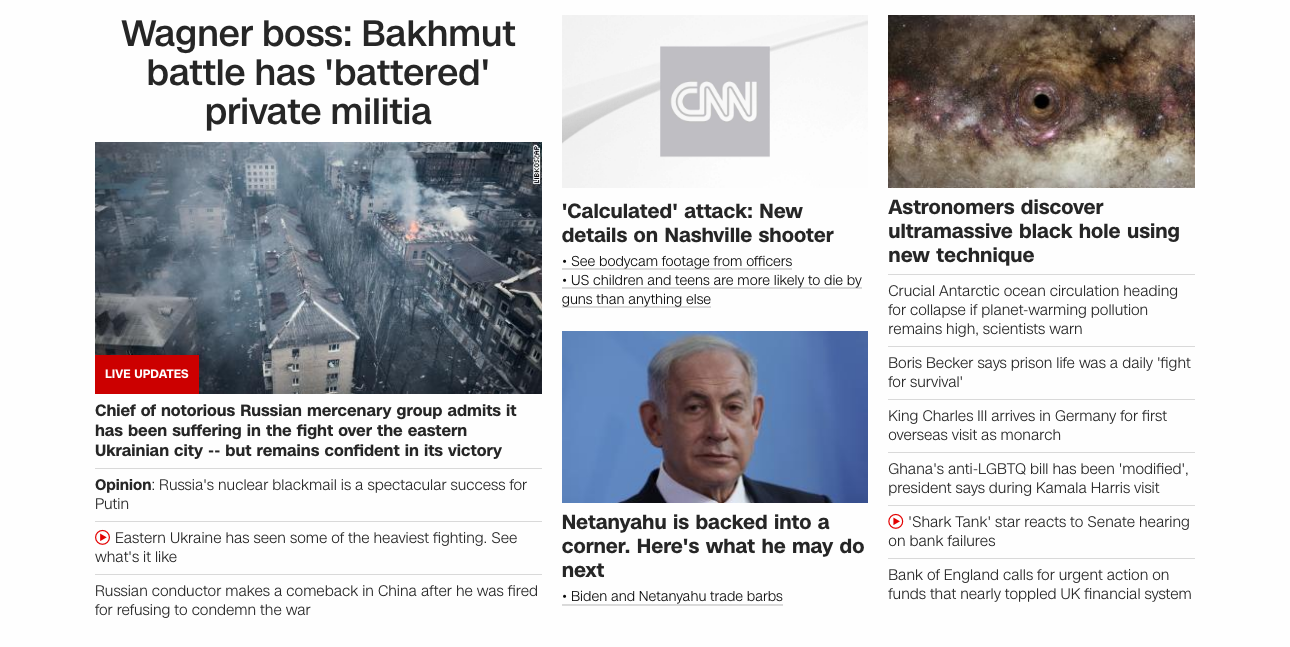 Wagner boss: Bakhmut
battle has 'battered'
private militia
LIBKOS/AP
LIVE UPDATES
Chief of notorious Russian mercenary group admits it
has been suffering in the fight over the eastern
Ukrainian city -- but remains confident in its victory
Opinion: Russia's nuclear blackmail is a spectacular success for
Putin
Eastern Ukraine has seen some of the heaviest fighting. See
what's it like
Russian conductor makes a comeback in China after he was fired
for refusing to condemn the war
CNN
'Calculated' attack: New
details on Nashville shooter
• See bodycam footage from officers
• US children and teens are more likely to die by
guns than anything else
Netanyahu is backed into a
corner. Here's what he may do
next
• Biden and Netanyahu trade barbs
Astronomers discover
ultramassive black hole using
new technique
Crucial Antarctic ocean circulation heading
for collapse if planet-warming pollution
remains high, scientists warn
Boris Becker says prison life was a daily 'fight
for survival'
King Charles III arrives in Germany for first
overseas visit as monarch
Ghana's anti-LGBTQ bill has been 'modified',
president says during Kamala Harris visit
'Shark Tank' star reacts to Senate hearing
on bank failures
Bank of England calls for urgent action on
funds that nearly toppled UK financial system